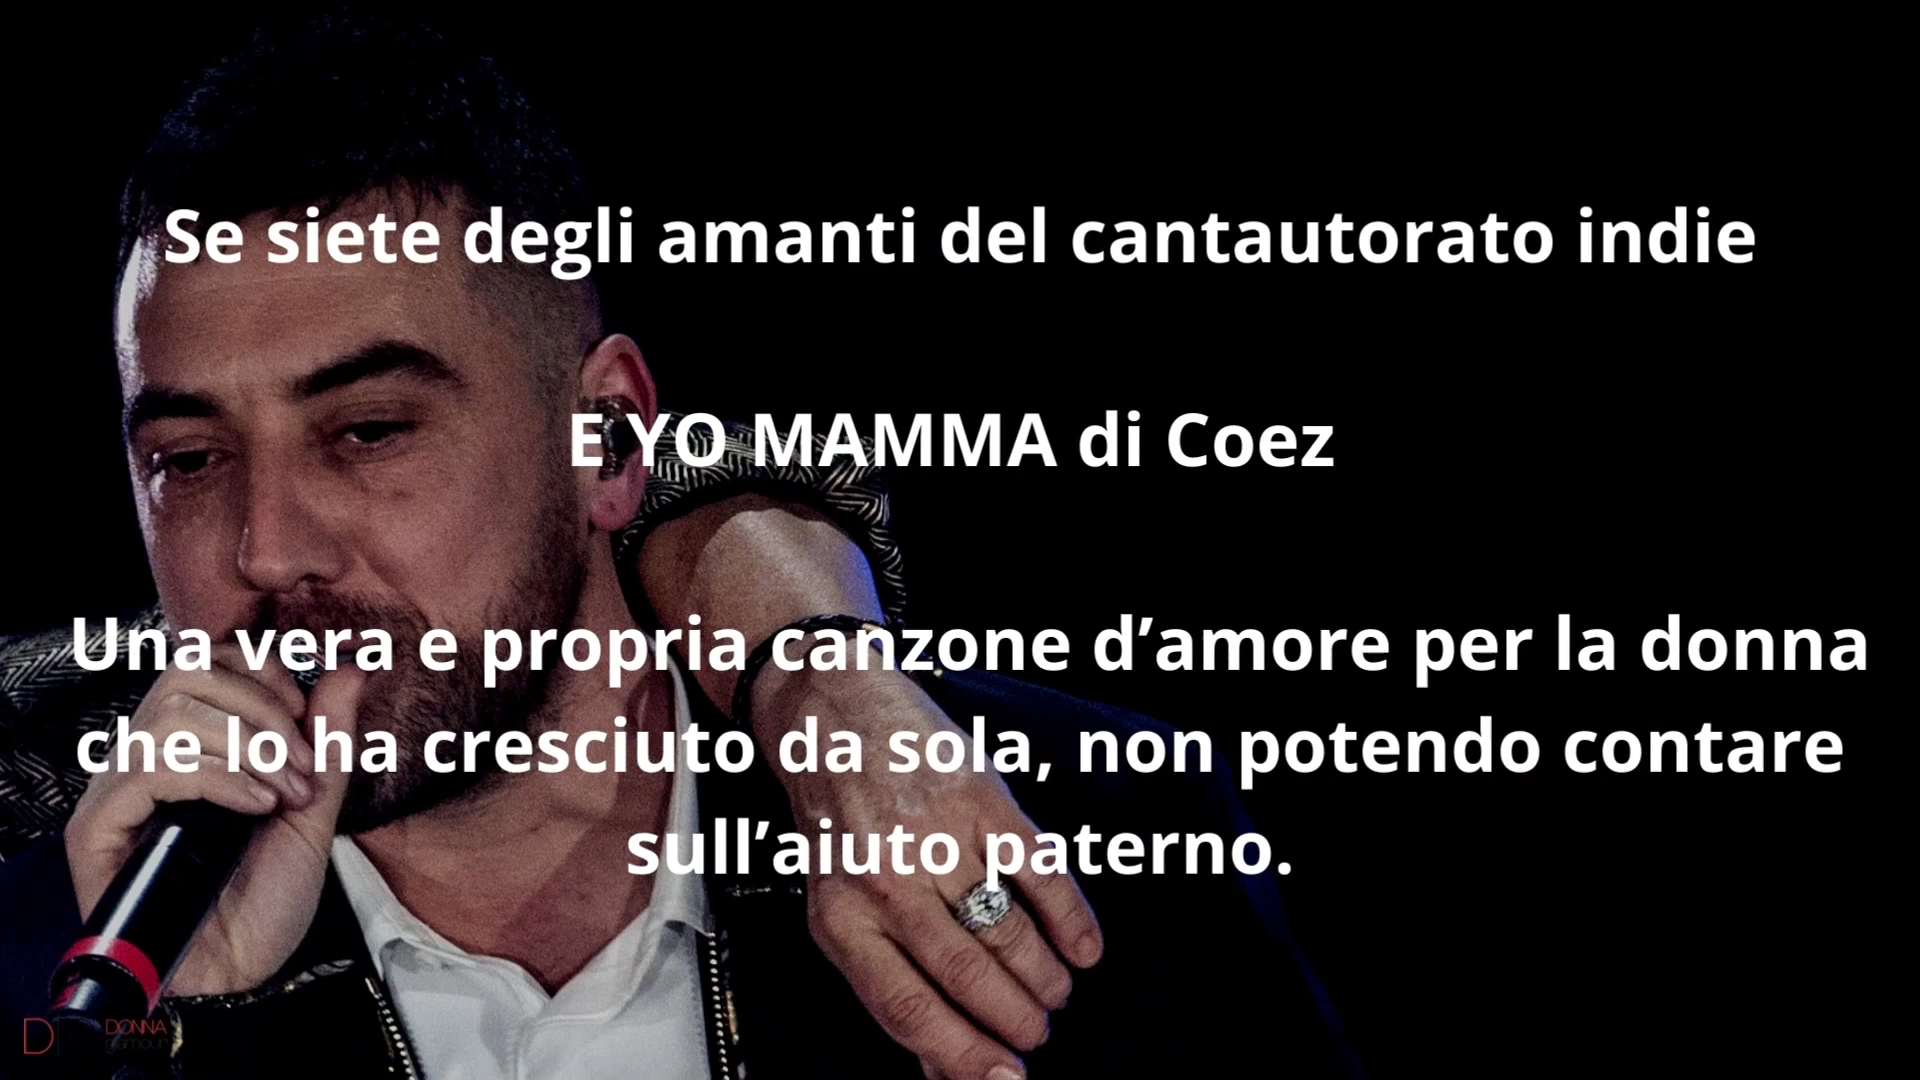 Se siete degli amanti del cantautorato indie
E YO MAMMA di Coez
Una vera e propria canzone d’amore per la donna
che lo ha cresciuto da sola, non potendo contare
sull’aiuto paterno.
D
DONNA
glamour